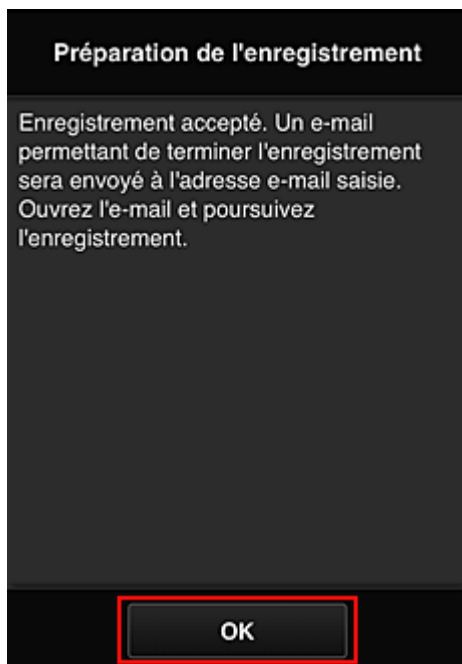 Préparation de l'enregistrement
Enregistrement accepté. Un e-mail
permettant de terminer l'enregistrement
sera envoyé à l'adresse e-mail saisie.
Ouvrez l'e-mail et poursuivez
l'enregistrement.
OK